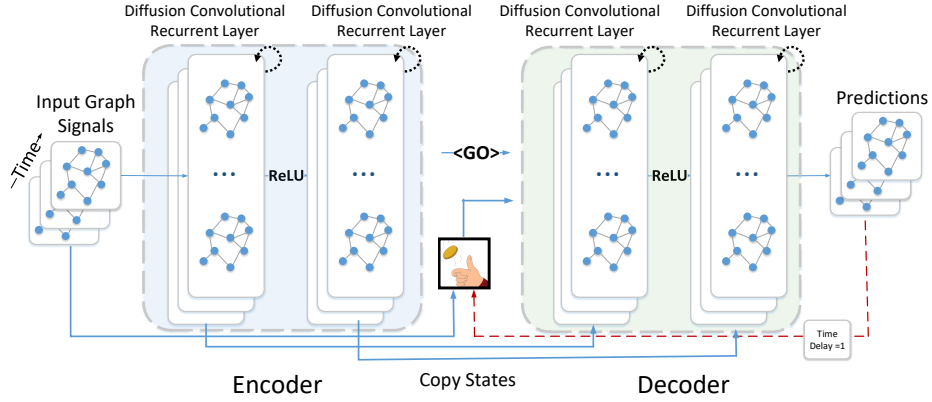 Diffusion Convolutional
Recurrent Layer
Diffusion Convolutional
Recurrent Layer
Diffusion Convolutional
Recurrent Layer
Diffusion Convolutional
Recurrent Layer
Input Graph
Signals
Time
...
ReLU
...
<GO>
...
ReLU
...
Predictions
Time
Delay =1
Encoder
Copy States
Decoder